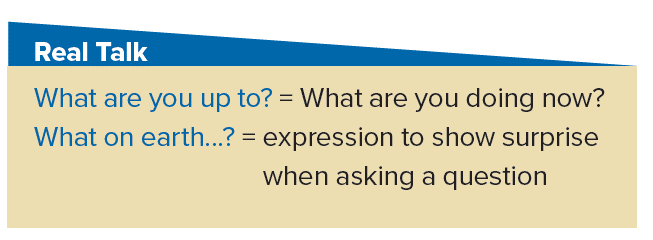 Real Talk
What are you up to? = What are you doing now?
What on earth...? = expression to show surprise
when asking a question